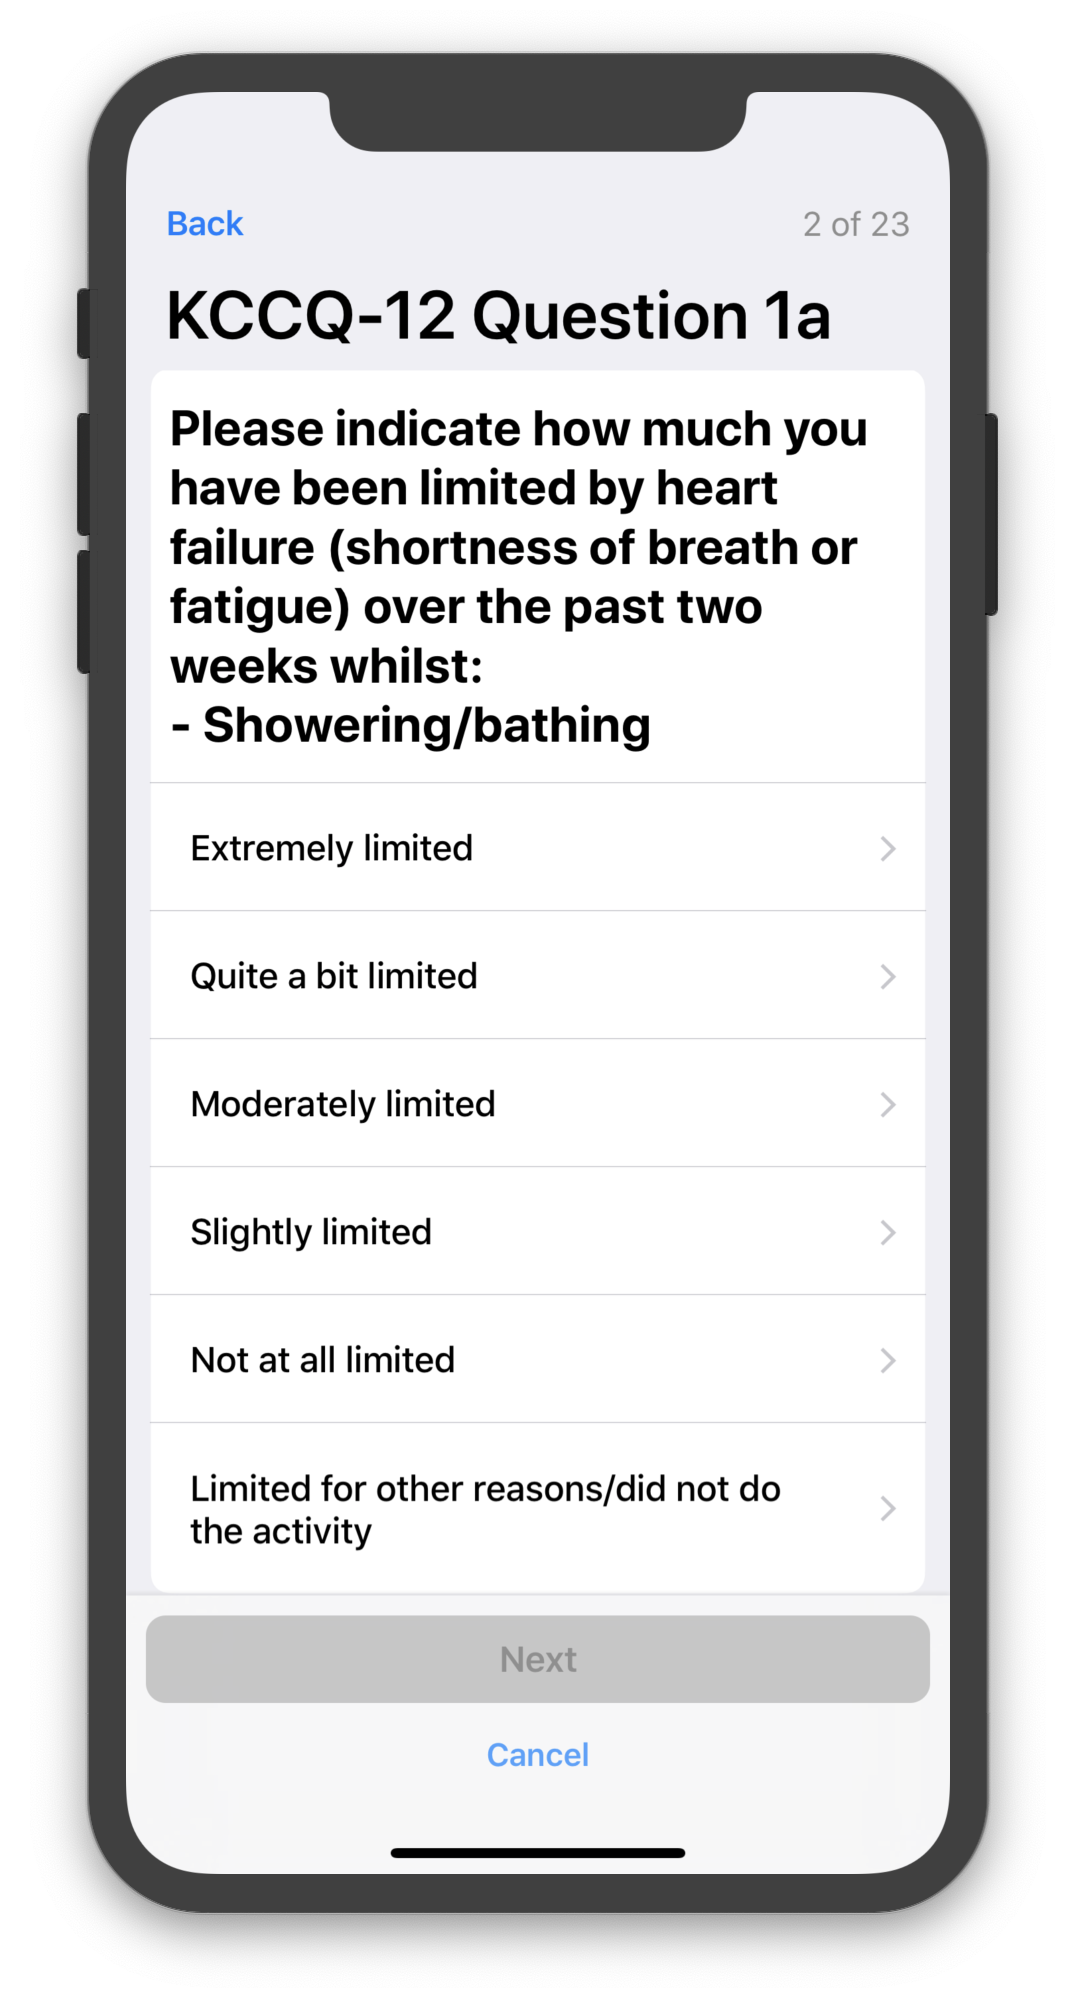 Back
2 of 23
KCCQ-12 Question 1a
Please indicate how much you
have been limited by heart
failure (shortness of breath or
fatigue) over the past two
weeks whilst:
- Showering/bathing
Extremely limited
Quite a bit limited
Moderately limited
Slightly limited
Not at all limited
Limited for other reasons/did not do
the activity
Next
Cancel